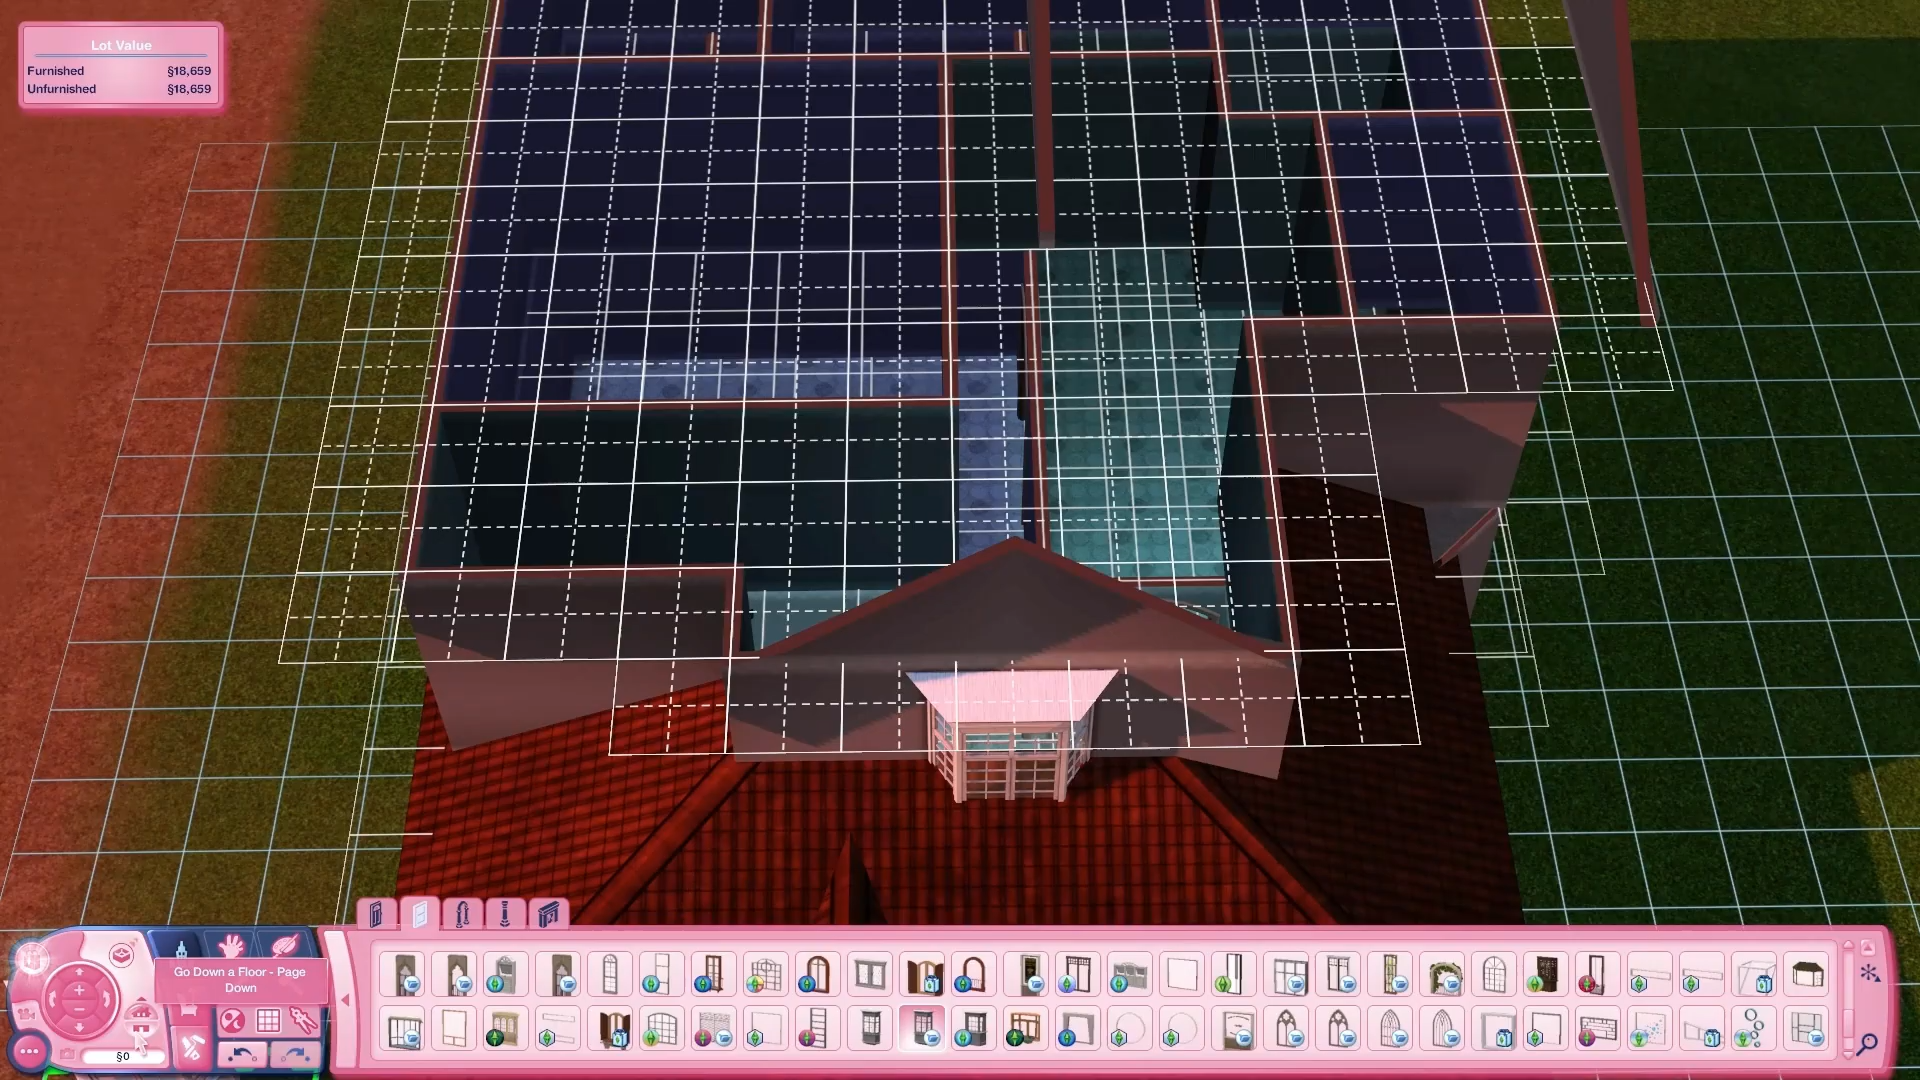 Lot Value
Furnished §18,659
Unfurnished §18,659
Go Down a Floor - Page
Down
§0